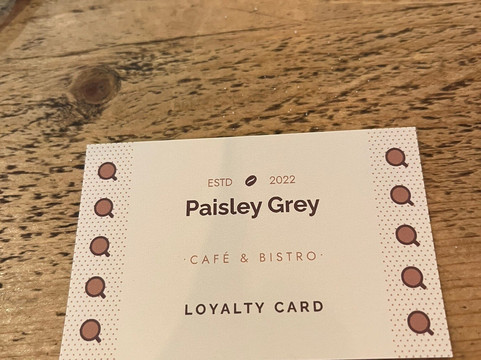 ESTD 2022
Paisley Grey
·CAFÉ & BISTRO·
LOYALTY CARD